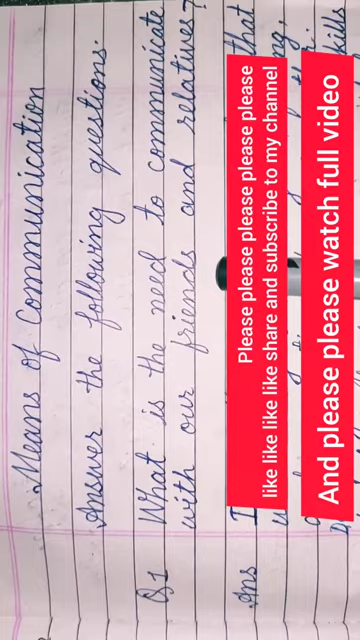 Means of Communication
Answer the following questions.
Q.1 What is the need to communicate
with our friends and relatives?
Ans that
Please please please please please
like like like like share and subscribe to my channel
And please please watch full video